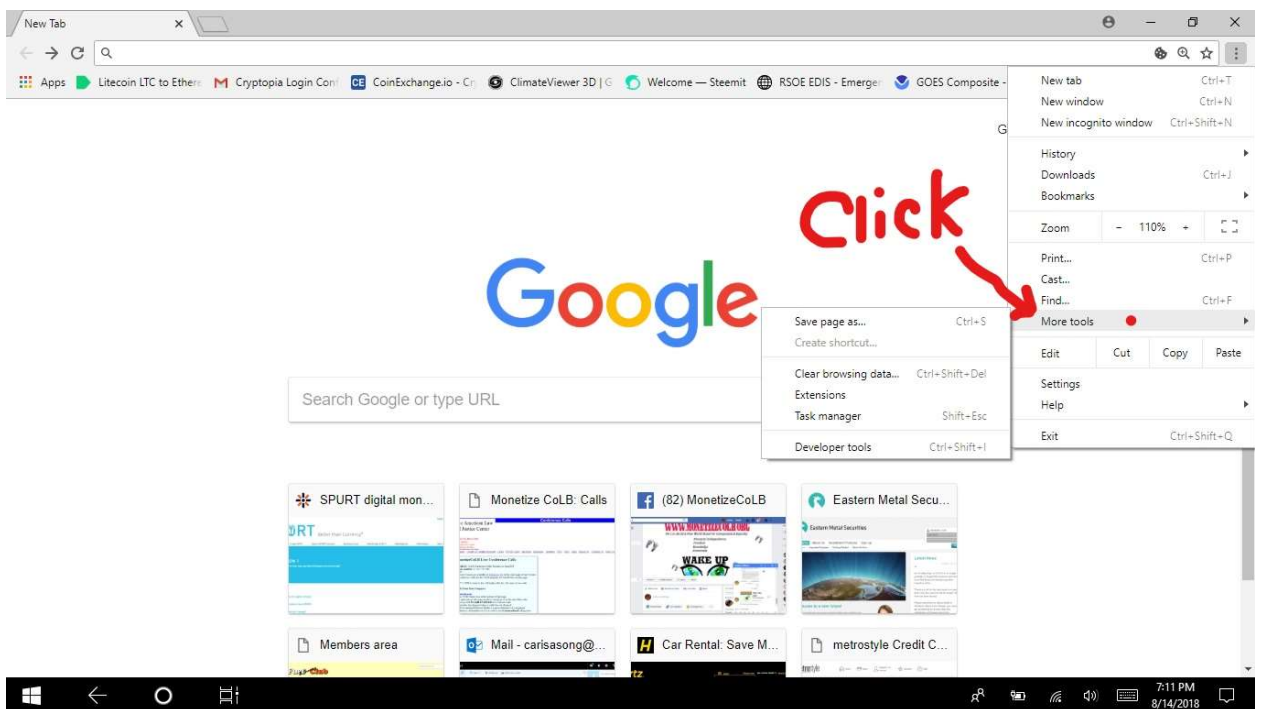 New Tab
Apps Litecoin LTC to Ethere Cryptopia Login Conf CoinExchange.io - Cr ClimateViewer 3D | G Welcome — Steemit RSOE EDIS - Emerger GOES Composite -
New tab Ctrl+T
New window Ctrl+N
New incognito window Ctrl+Shift+N
G
History
Downloads Ctrl+J
Bookmarks
Zoom - 110% +
Print... Ctrl+P
Cast...
Find... Ctrl+F
More tools
Edit Cut Copy Paste
Settings
Help
Exit Ctrl+Shift+Q
Click
Google
Save page as... Ctrl+S
Create shortcut...
Clear browsing data... Ctrl+Shift+Del
Extensions
Task manager Shift+Esc
Developer tools Ctrl+Shift+I
Search Google or type URL
SPURT digital mon... Monetize CoLB: Calls (82) MonetizeCoLB Eastern Metal Secu...
WWW.MONETIZECOLB.ORG
WAKE UP
Eastern Metal Securities
Members area Mail - carisasong@... Car Rental: Save M... metrostyle Credit C...
7:11 PM
8/14/2018